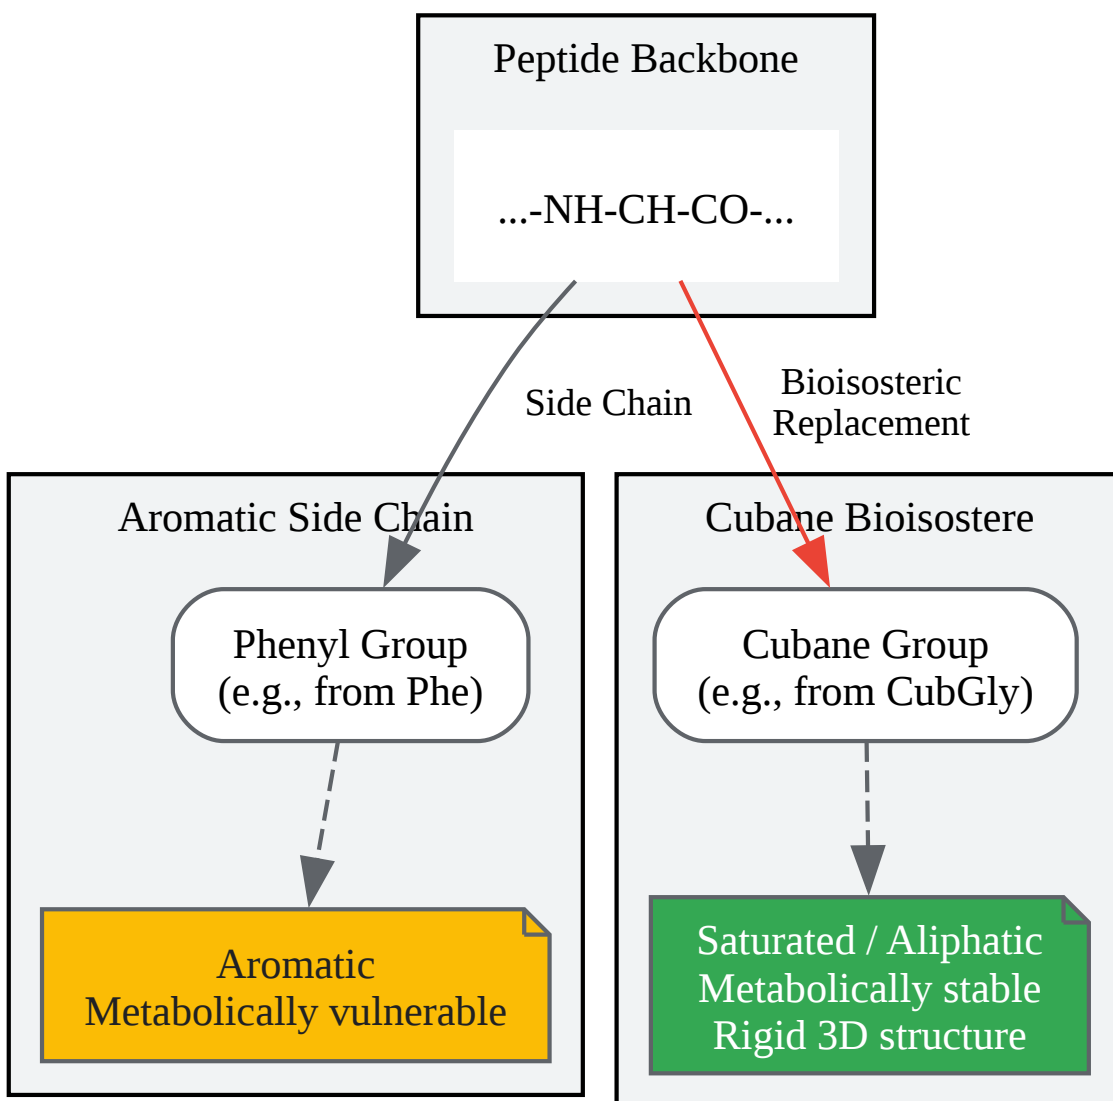 Peptide Backbone
...-NH-CH-CO-...
Side Chain
Bioisosteric
Replacement
Aromatic Side Chain
Phenyl Group
(e.g., from Phe)
Aromatic
Metabolically vulnerable
Cubane Bioisostere
Cubane Group
(e.g., from CubGly)
Saturated / Aliphatic
Metabolically stable
Rigid 3D structure